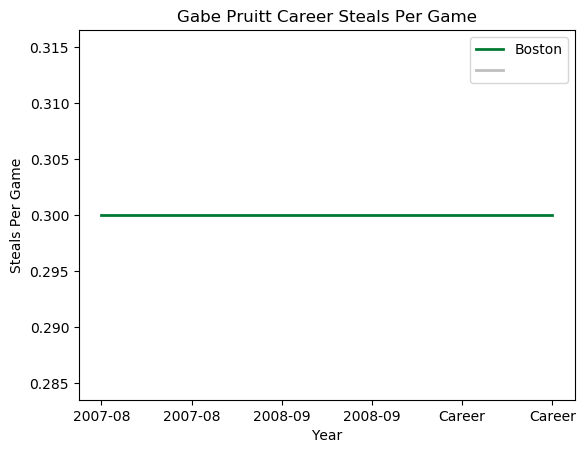 Gabe Pruitt Career Steals Per Game
Boston
0.315
0.310
0.305
0.300
0.295
0.290
0.285
Steals Per Game
2007-08 2007-08 2008-09 2008-09 Career Career
Year